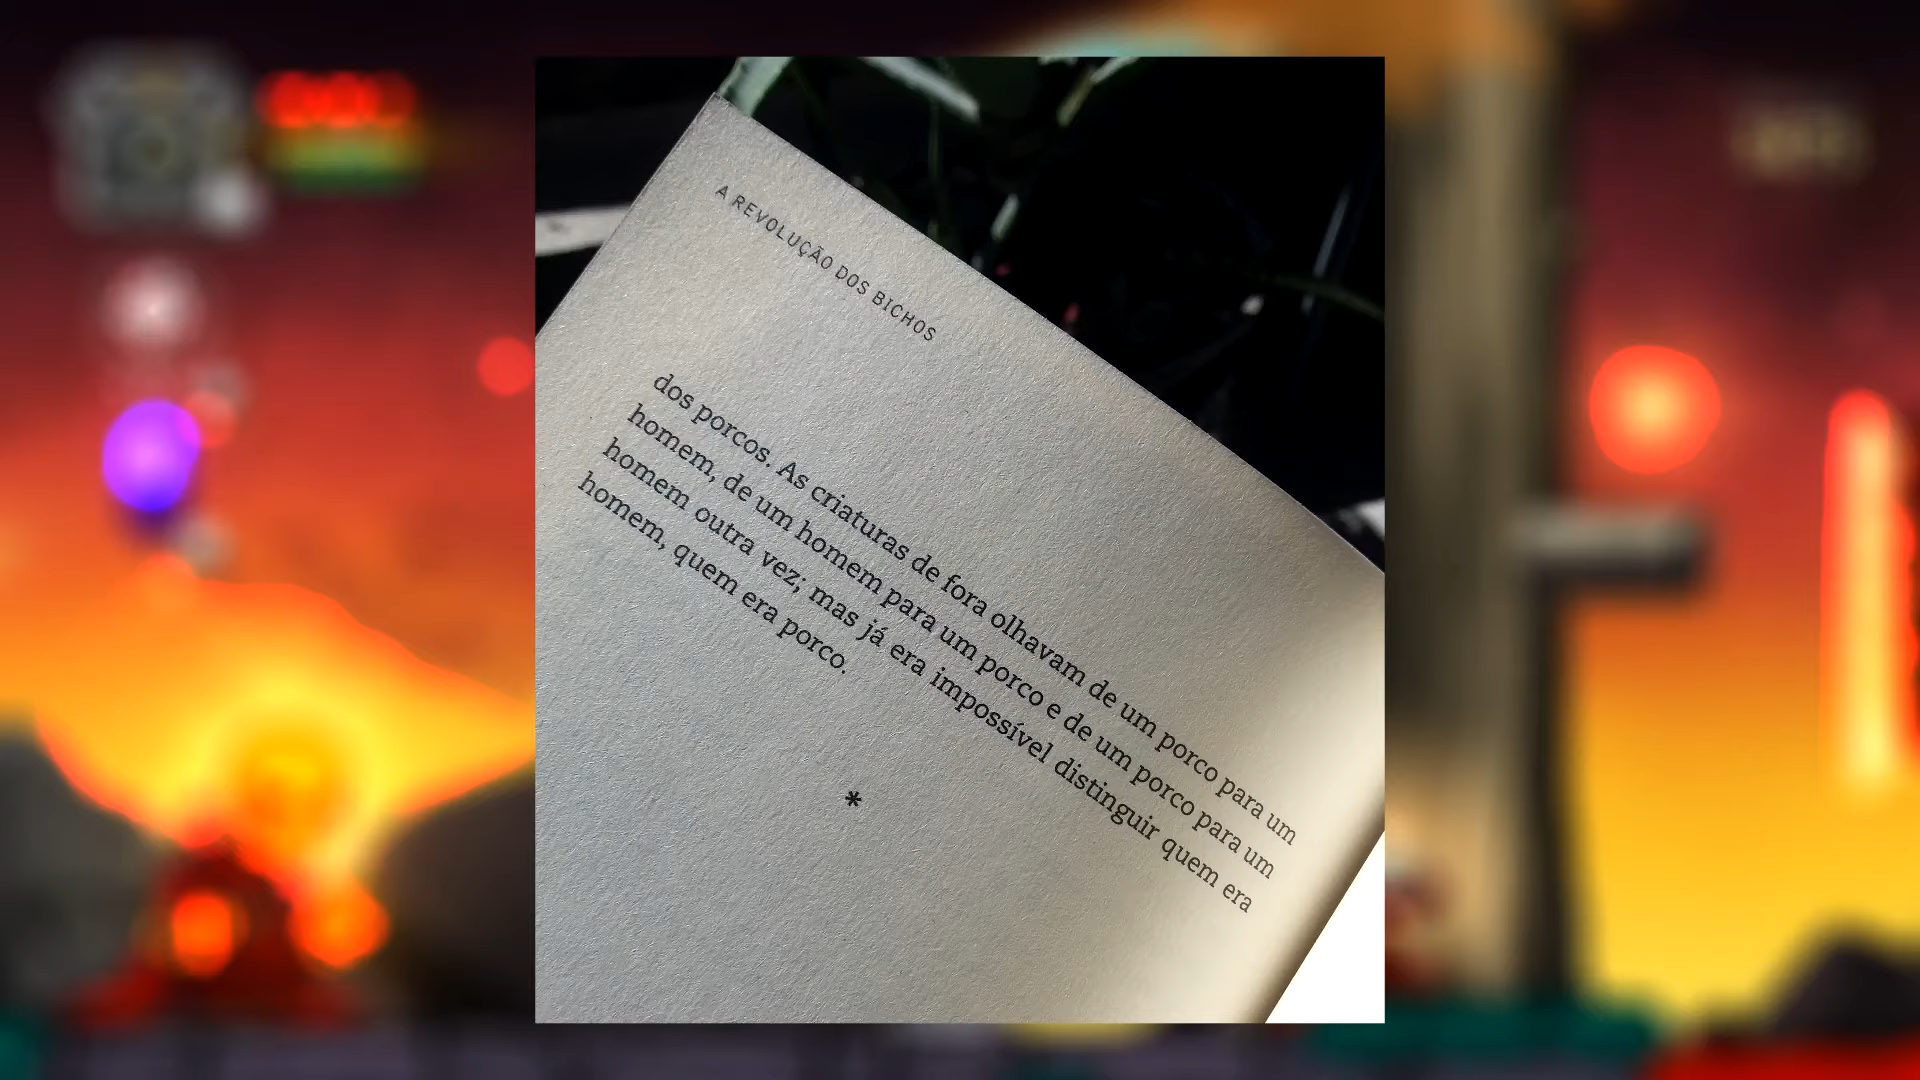 A REVOLUÇÃO DOS BICHOS
dos porcos. As criaturas de fora olhavam de um porco para um
homem, de um homem para um porco e de um porco para um
homem outra vez; mas já era impossível distinguir quem era
homem, quem era porco.
*